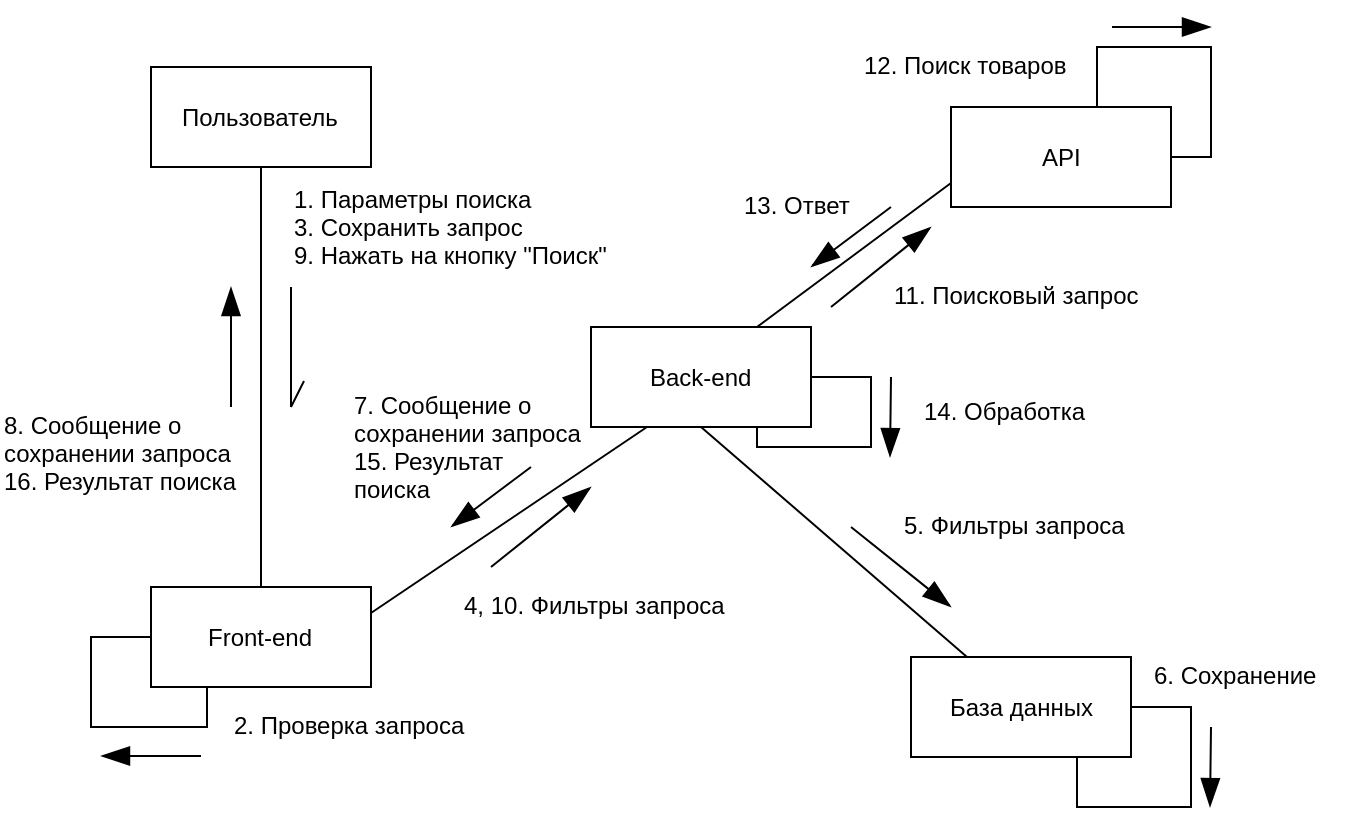 12. Поиск товаров
Пользователь
API
1. Параметры поиска
3. Сохранить запрос
9. Нажать на кнопку "Поиск"
13. Ответ
11. Поисковый запрос
Back-end
7. Сообщение о
сохранении запроса
15. Результат
поиска
14. Обработка
8. Сообщение о
сохранении запроса
16. Результат поиска
5. Фильтры запроса
4, 10. Фильтры запроса
Front-end
6. Сохранение
База данных
2. Проверка запроса